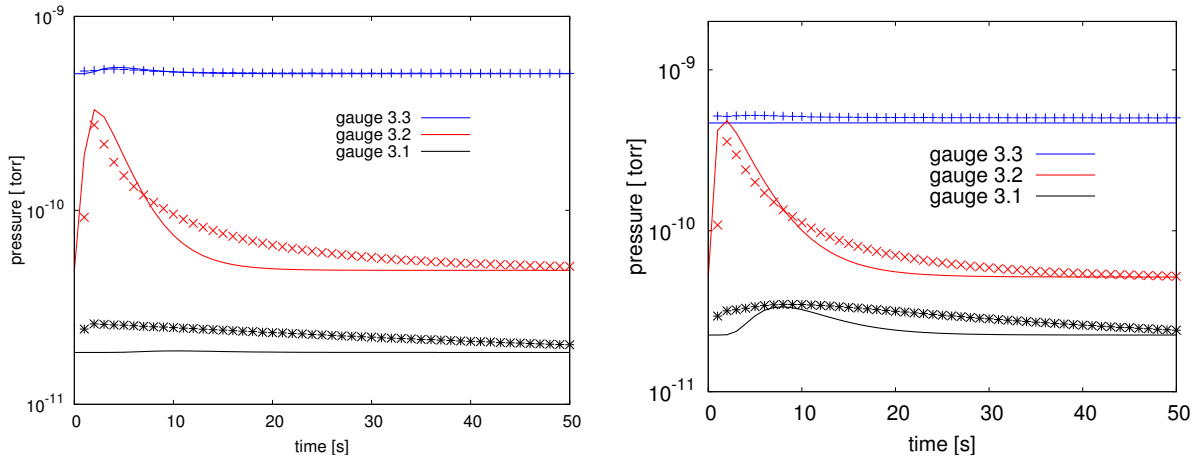 10^-9
10^-10
10^-11
pressure [ torr]
gauge 3.3
gauge 3.2
gauge 3.1
0 10 20 30 40 50
time [s]
10^-9
10^-10
10^-11
pressure [ torr]
gauge 3.3
gauge 3.2
gauge 3.1
0 10 20 30 40 50
time [s]